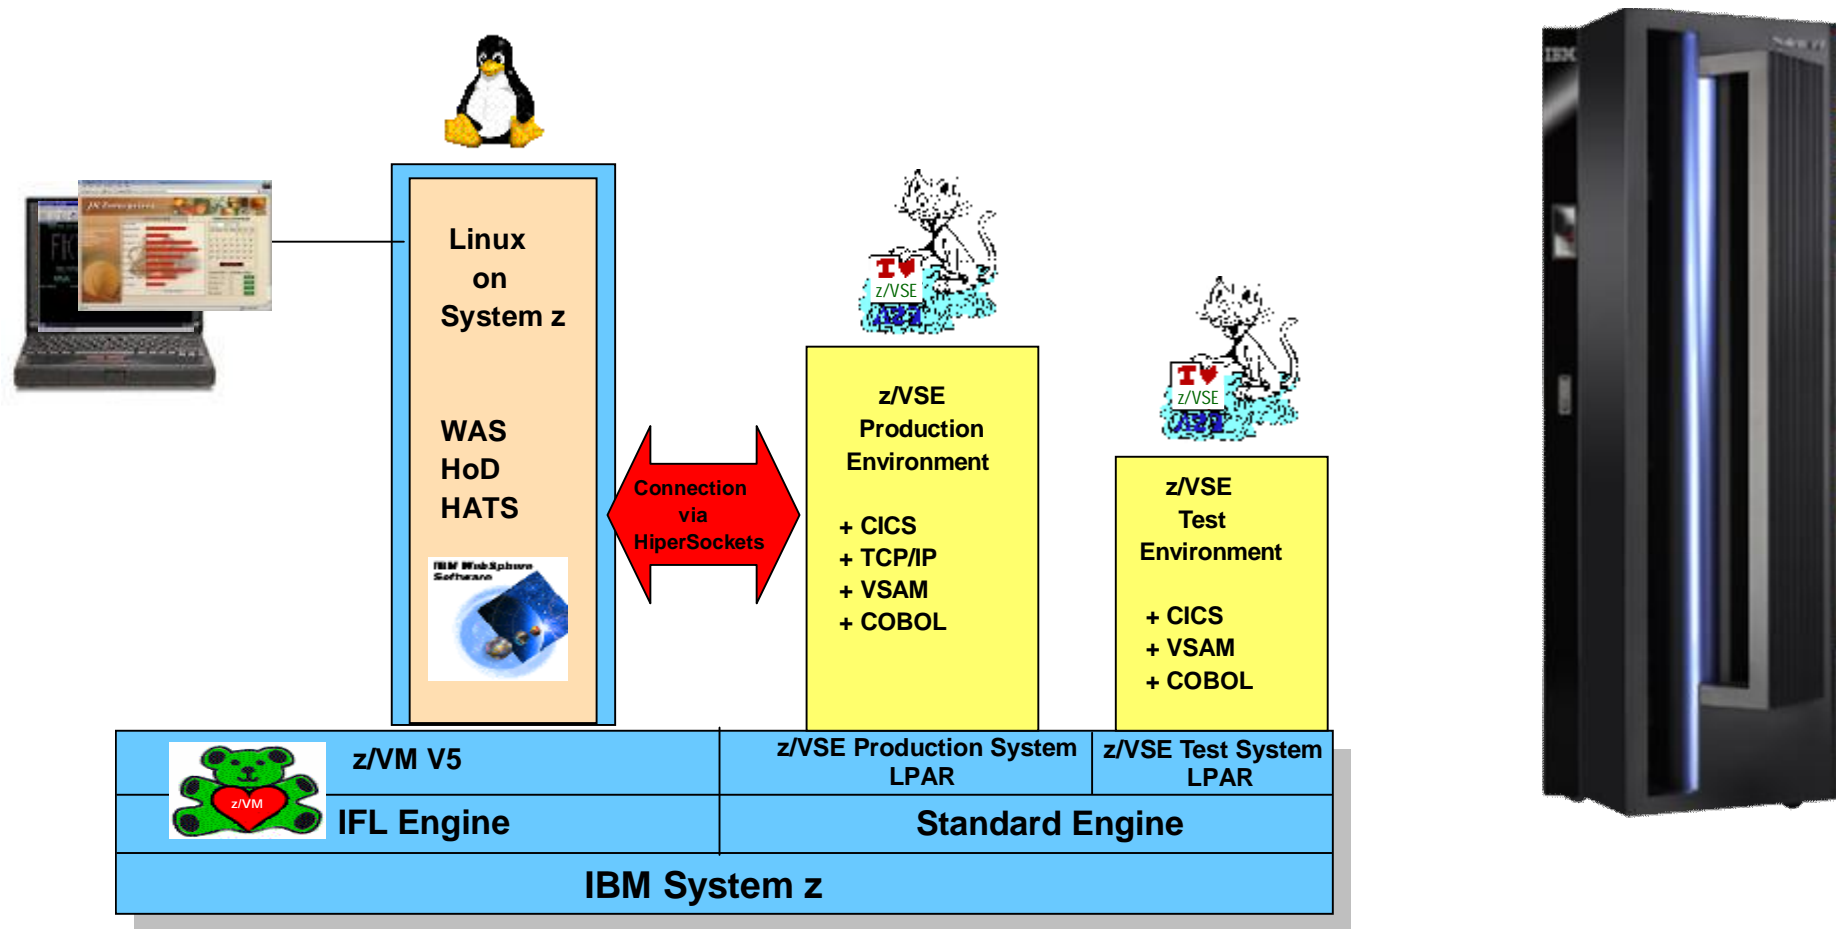 IBM
Linux
on
System z
I ♥
z/VSE
I ♥
z/VSE
z/VSE
Production
Environment
WAS
HoD
HATS
Connection
via
HiperSockets
+ CICS
+ TCP/IP
+ VSAM
+ COBOL
z/VSE
Test
Environment
+ CICS
+ VSAM
+ COBOL
IBM WebSphere
Software
z/VM V5
z/VSE Production System
LPAR
z/VSE Test System
LPAR
z/VM
IFL Engine
Standard Engine
IBM System z